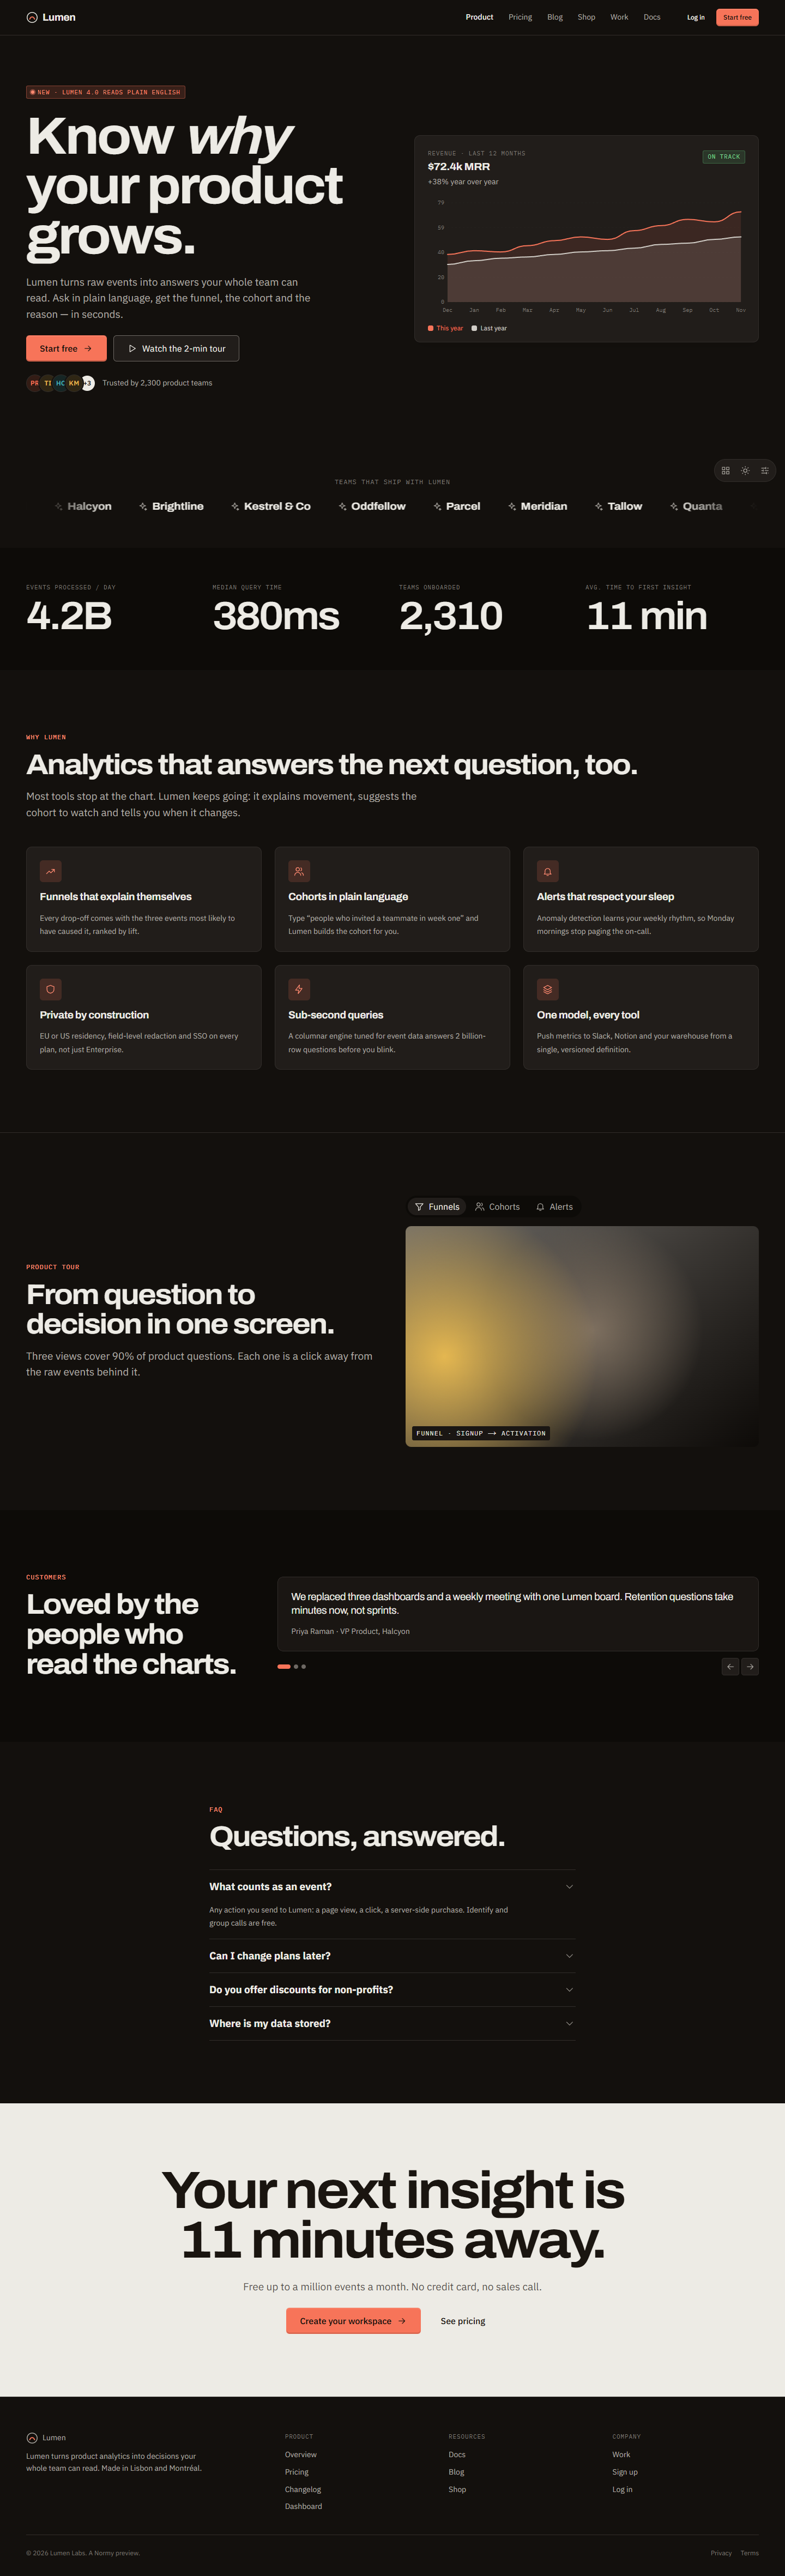 Lumen
Product Pricing Blog Shop Work Docs Log in Start free
NEW · LUMEN 4.0 READS PLAIN ENGLISH
Know why
your product
grows.
Lumen turns raw events into answers your whole team can
read. Ask in plain language, get the funnel, the cohort and the
reason — in seconds.
Start free
Watch the 2-min tour
PR TI HO KM +3
Trusted by 2,300 product teams
REVENUE · LAST 12 MONTHS
$72.4k MRR
+38% year over year
ON TRACK
79
59
40
20
0
Dec Jan Feb Mar Apr May Jun Jul Aug Sep Oct Nov
This year Last year
TEAMS THAT SHIP WITH LUMEN
Halcyon Brightline Kestrel & Co Oddfellow Parcel Meridian Tallow Quanta
EVENTS PROCESSED / DAY
4.2B
MEDIAN QUERY TIME
380ms
TEAMS ONBOARDED
2,310
AVG. TIME TO FIRST INSIGHT
11 min
WHY LUMEN
Analytics that answers the next question, too.
Most tools stop at the chart. Lumen keeps going: it explains movement, suggests the
cohort to watch and tells you when it changes.
Funnels that explain themselves
Every drop-off comes with the three events most likely to
have caused it, ranked by lift.
Cohorts in plain language
Type “people who invited a teammate in week one” and
Lumen builds the cohort for you.
Alerts that respect your sleep
Anomaly detection learns your weekly rhythm, so Monday
mornings stop paging the on-call.
Private by construction
EU or US residency, field-level redaction and SSO on every
plan, not just Enterprise.
Sub-second queries
A columnar engine tuned for event data answers 2 billion-
row questions before you blink.
One model, every tool
Push metrics to Slack, Notion and your warehouse from a
single, versioned definition.
PRODUCT TOUR
From question to
decision in one screen.
Three views cover 90% of product questions. Each one is a click away from
the raw events behind it.
Funnels Cohorts Alerts
FUNNEL · SIGNUP ⟶ ACTIVATION
CUSTOMERS
Loved by the
people who
read the charts.
We replaced three dashboards and a weekly meeting with one Lumen board. Retention questions take
minutes now, not sprints.
Priya Raman · VP Product, Halcyon
FAQ
Questions, answered.
What counts as an event?
Any action you send to Lumen: a page view, a click, a server-side purchase. Identify and
group calls are free.
Can I change plans later?
Do you offer discounts for non-profits?
Where is my data stored?
Your next insight is
11 minutes away.
Free up to a million events a month. No credit card, no sales call.
Create your workspace
See pricing
Lumen
Lumen turns product analytics into decisions your
whole team can read. Made in Lisbon and Montréal.
PRODUCT
Overview
Pricing
Changelog
Dashboard
RESOURCES
Docs
Blog
Shop
COMPANY
Work
Sign up
Log in
© 2026 Lumen Labs. A Normy preview.
Privacy Terms